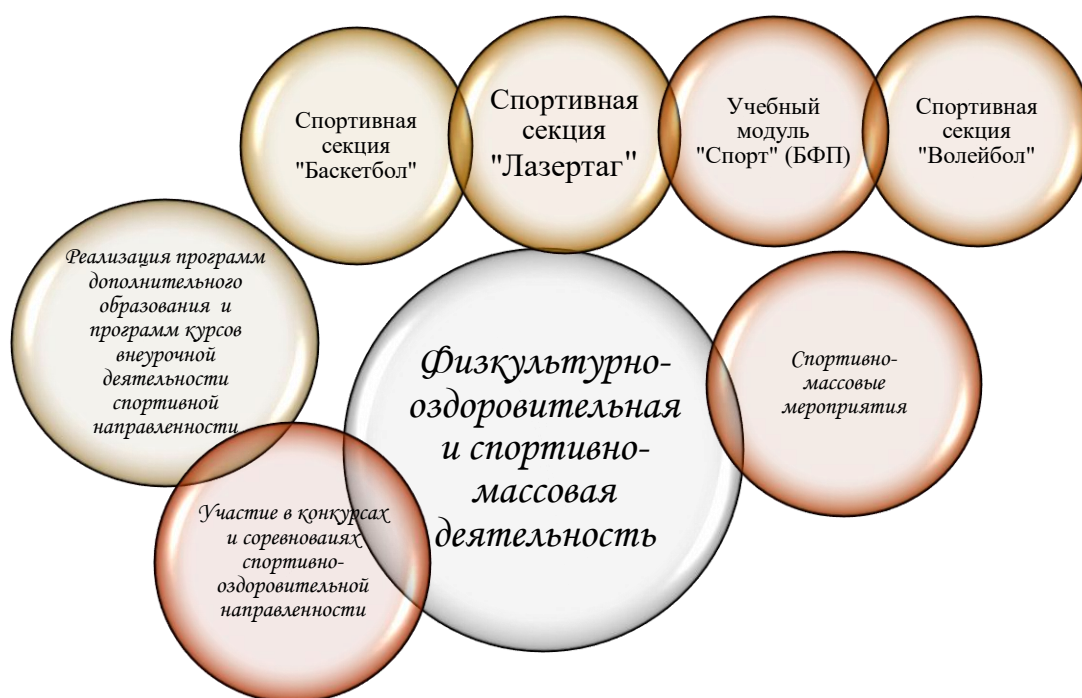 Спортивная
секция
"Баскетбол"
Спортивная
секция
"Лазертаг"
Учебный
модуль
"Спорт" (БФП)
Спортивная
секция
"Волейбол"
Реализация программ
дополнительного
образования и
программ курсов
внеурочной
деятельности
спортивной
направленности
Физкультурно-
оздоровительная
и спортивно-
массовая
деятельность
Спортивно-
массовые
мероприятия
Участие в конкурсах
и соревноваиях
спортивно-
оздоровительной
направленности